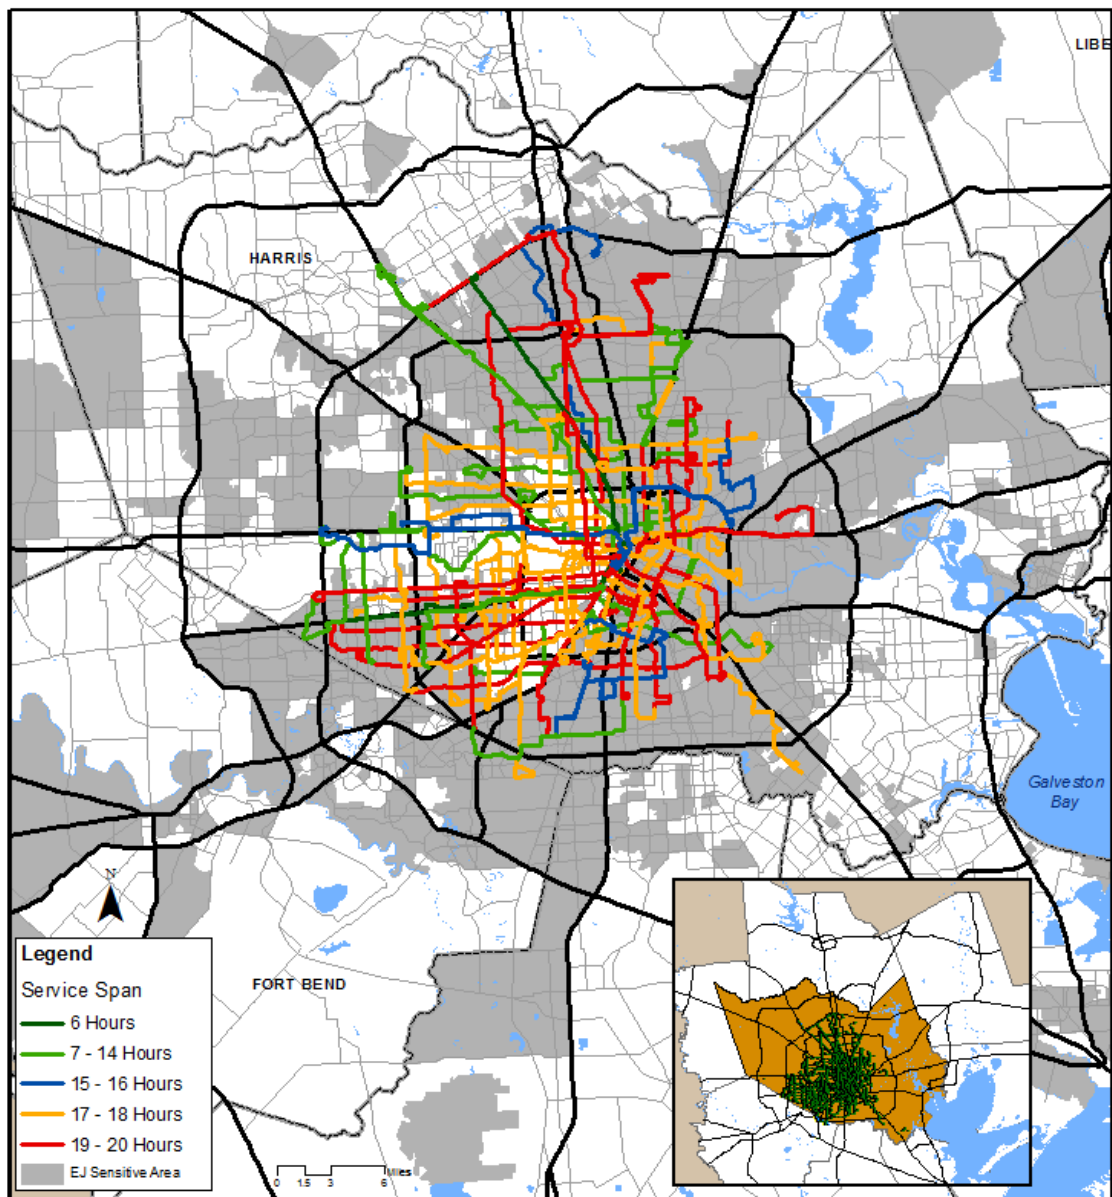 LIBE
HARRIS
Galveston
Bay
N
Legend
Service Span
6 Hours
7 - 14 Hours
15 - 16 Hours
17 - 18 Hours
19 - 20 Hours
EJ Sensitive Area
FORT BEND
Miles
0 1.5 3 6